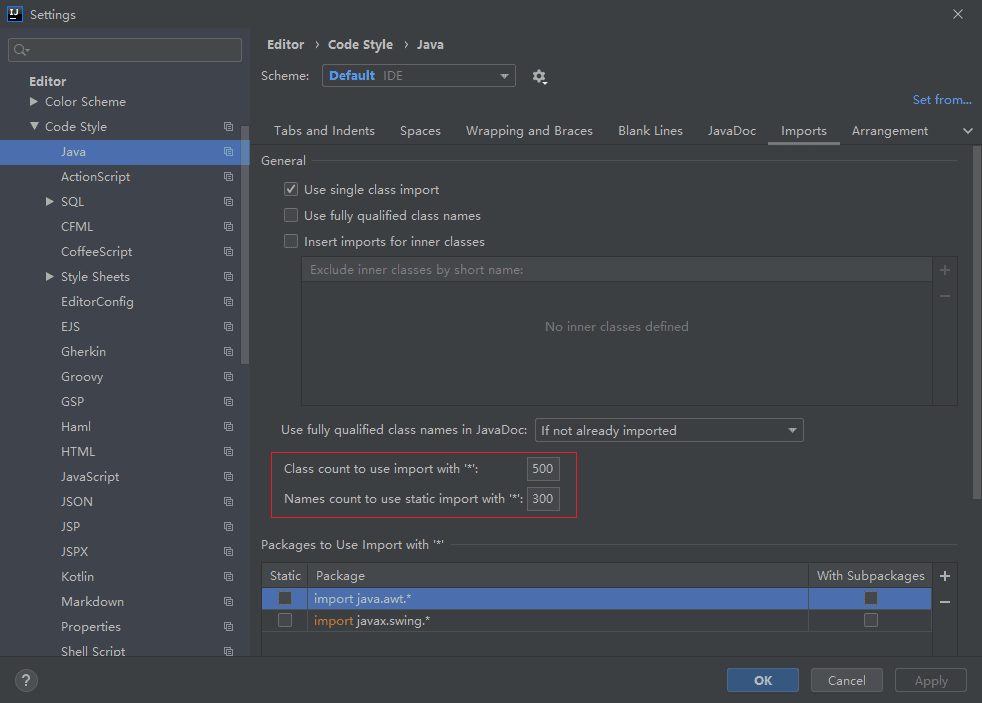 IJ
Settings
Editor
Color Scheme
Code Style
Java
ActionScript
SQL
CFML
CoffeeScript
Style Sheets
EditorConfig
EJS
Gherkin
Groovy
GSP
Haml
HTML
JavaScript
JSON
JSP
JSPX
Kotlin
Markdown
Properties
Shell Script
Editor › Code Style › Java
Scheme: Default IDE
Set from...
Tabs and Indents Spaces Wrapping and Braces Blank Lines JavaDoc Imports Arrangement
General
Use single class import
Use fully qualified class names
Insert imports for inner classes
Exclude inner classes by short name:
No inner classes defined
Use fully qualified class names in JavaDoc: If not already imported
Class count to use import with '*': 500
Names count to use static import with '*': 300
Packages to Use Import with '*'
Static Package With Subpackages
import java.awt.*
import javax.swing.*
? OK Cancel Apply